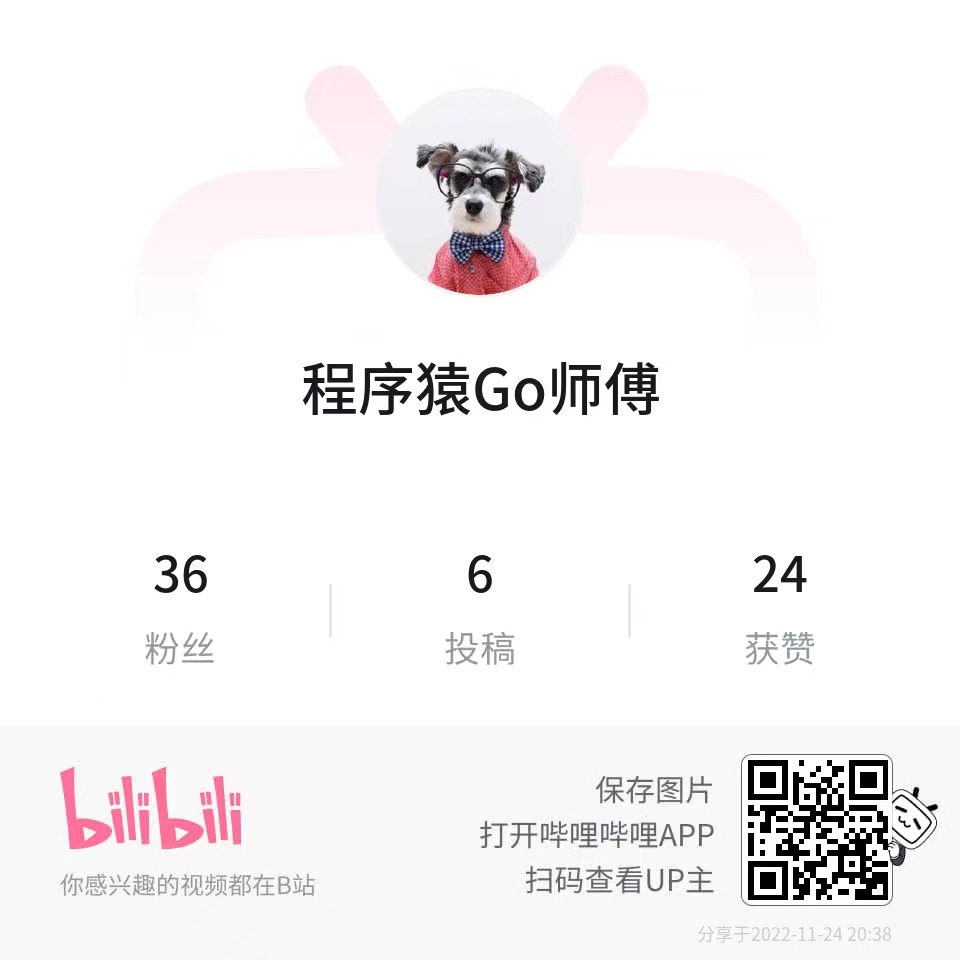 程序猿Go师傅
36
6
24
粉丝
投稿
获赞
bilibili
你感兴趣的视频都在B站
保存图片
打开哔哩哔哩APP
扫码查看UP主
分享于2022-11-24 20:38